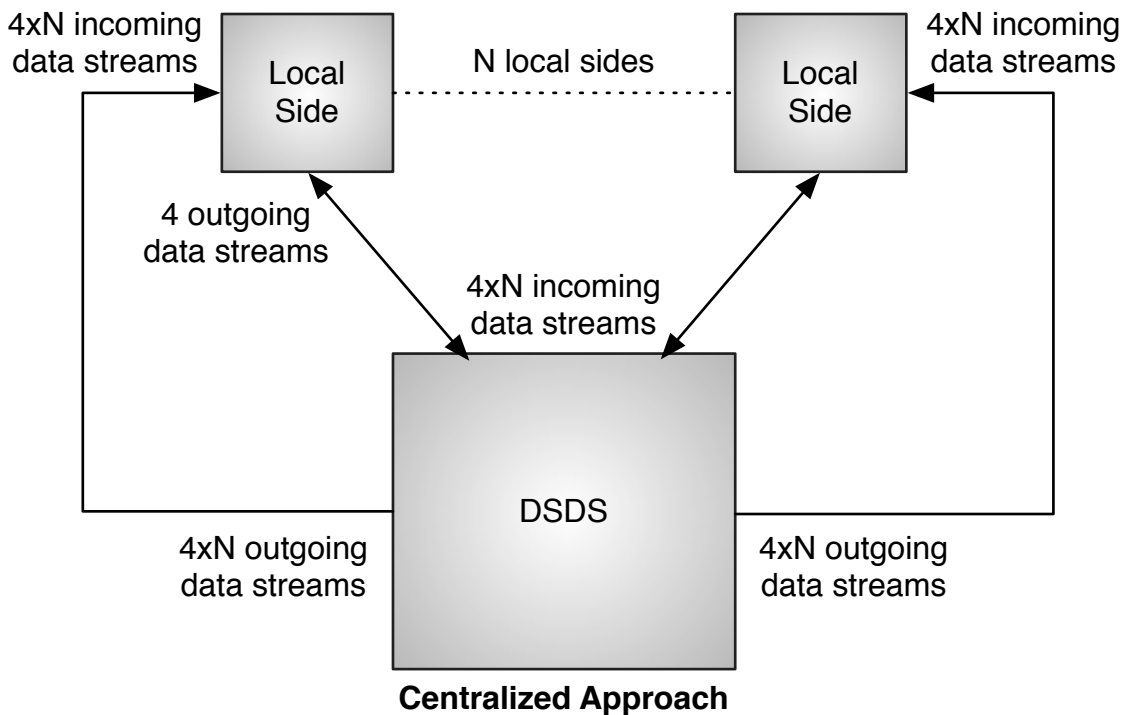 4xN incoming
data streams
Local
Side
N local sides
Local
Side
4xN incoming
data streams
4 outgoing
data streams
4xN incoming
data streams
DSDS
4xN outgoing
data streams
4xN outgoing
data streams
Centralized Approach